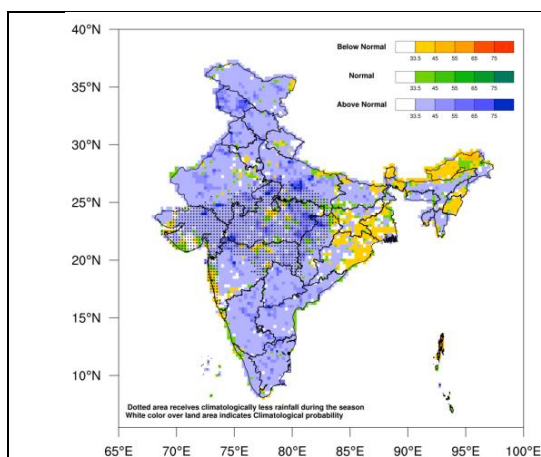 40°N
Below Normal
33.5 45 55 65 75
35°N
Normal
33.5 45 55 65 75
Above Normal
33.5 45 55 65 75
30°N
25°N
20°N
15°N
10°N
Dotted area receives climatologically less rainfall during the season
White color over land area indicates Climatological probability
65°E 70°E 75°E 80°E 85°E 90°E 95°E 100°E